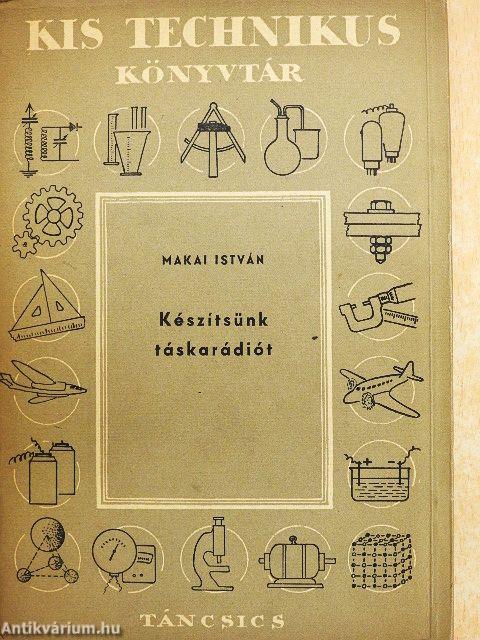 KIS TECHNIKUS
KÖNYVTÁR
MAKAI ISTVÁN
Készítsünk
táskarádiót
+ -
TÁNCSICS
Antikvárium.hu